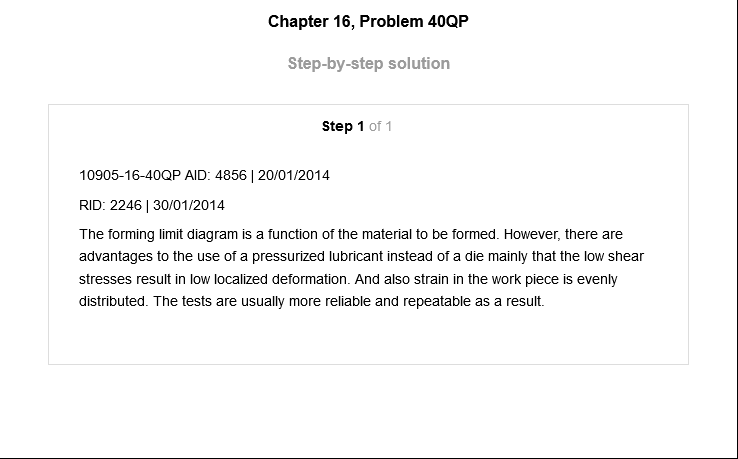 Chapter 16, Problem 40QP
Step-by-step solution
Step 1 of 1
10905-16-40QP AID: 4856 | 20/01/2014
RID: 2246 | 30/01/2014
The forming limit diagram is a function of the material to be formed. However, there are
advantages to the use of a pressurized lubricant instead of a die mainly that the low shear
stresses result in low localized deformation. And also strain in the work piece is evenly
distributed. The tests are usually more reliable and repeatable as a result.